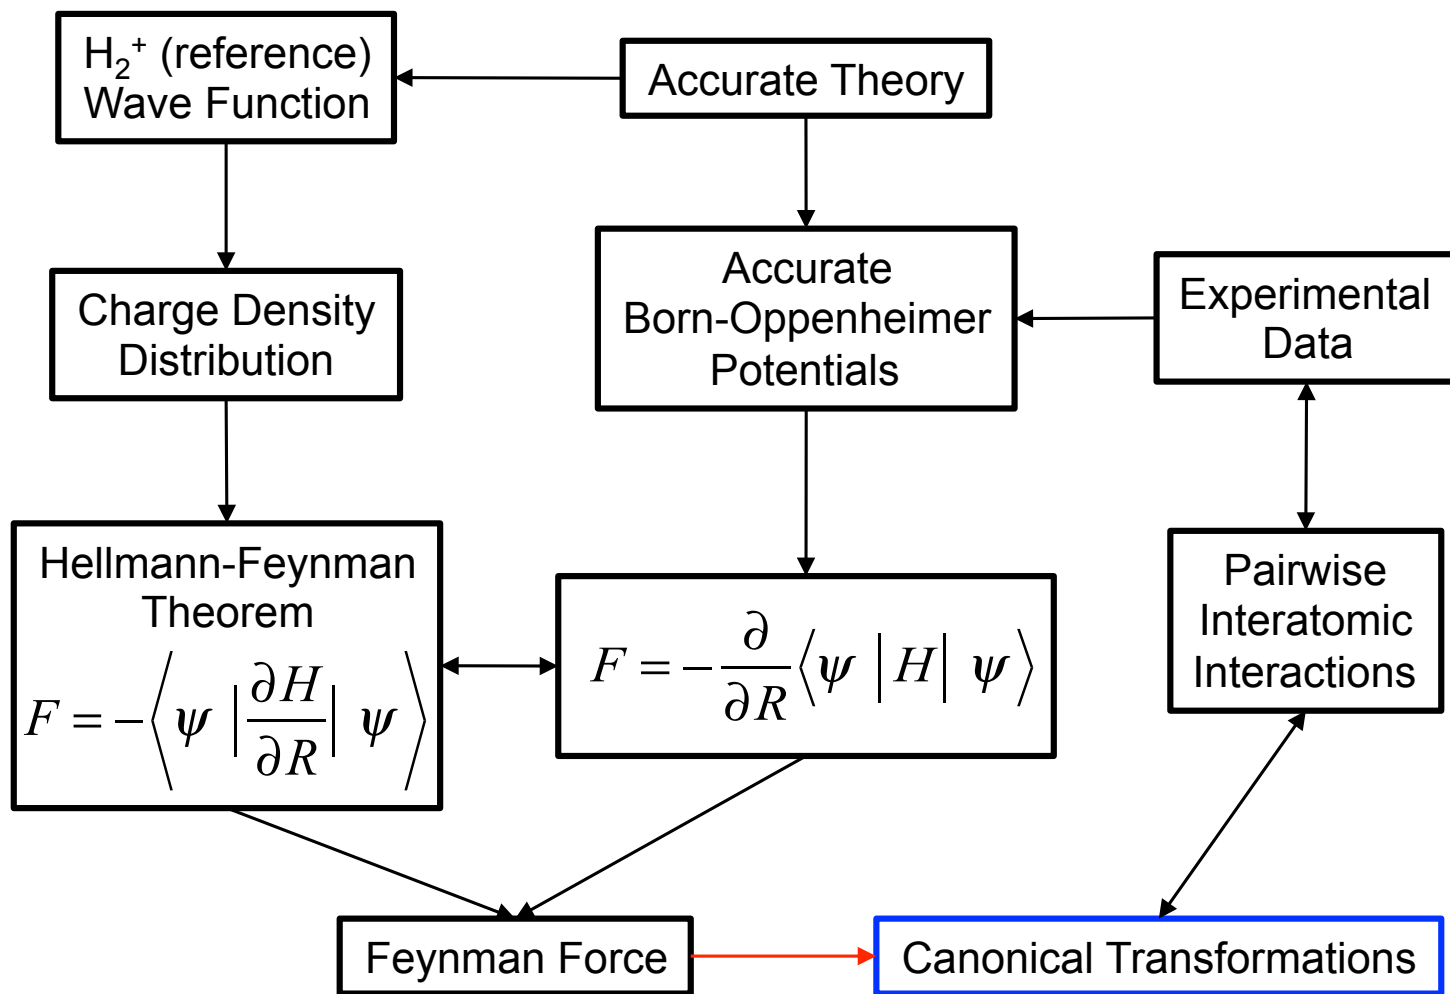 H₂⁺ (reference)
Wave Function
Accurate Theory
Charge Density
Distribution
Accurate
Born-Oppenheimer
Potentials
Experimental
Data
Hellmann-Feynman
Theorem
F = −⟨ψ |∂H/∂R| ψ⟩
F = −∂/∂R ⟨ψ |H| ψ⟩
Pairwise
Interatomic
Interactions
Feynman Force
Canonical Transformations